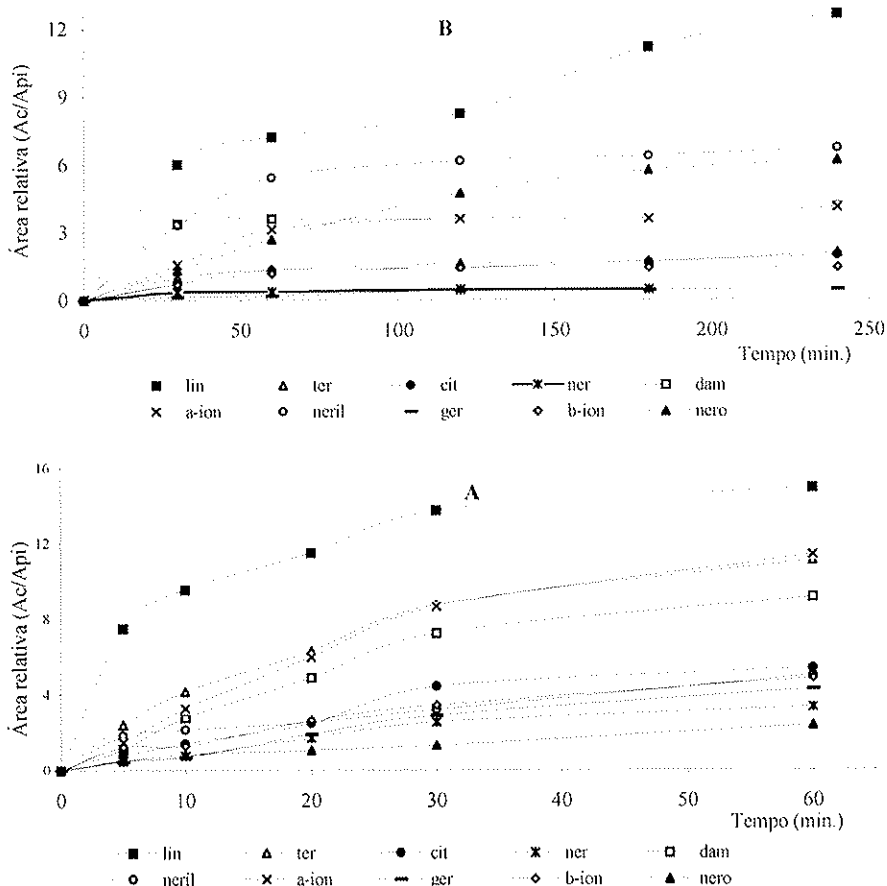 B
Área relativa (Ac/Api)
12
9
6
3
0
0 50 100 150 200 250
Tempo (min.)
lin ter cit ner dam
a-ion neril ger b-ion nero
A
Área relativa (Ac/Api)
16
12
8
4
0
0 10 20 30 40 50 60
Tempo (min.)
lin ter cit ner dam
neril a-ion ger b-ion nero